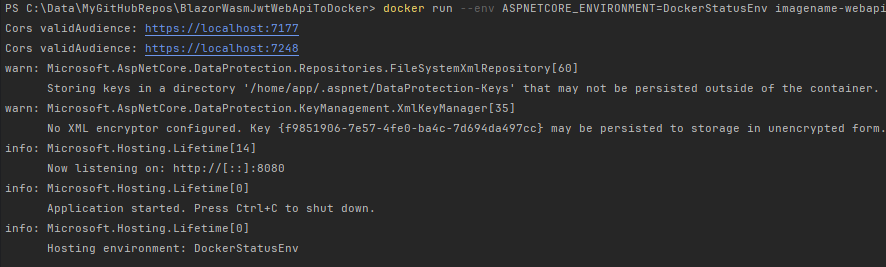 PS C:\Data\MyGitHubRepos\BlazorWasmJwtWebApiToDocker> docker run --env ASPNETCORE_ENVIRONMENT=DockerStatusEnv imagename-webapi
Cors validAudience: https://localhost:7177
Cors validAudience: https://localhost:7248
warn: Microsoft.AspNetCore.DataProtection.Repositories.FileSystemXmlRepository[60]
Storing keys in a directory '/home/app/.aspnet/DataProtection-Keys' that may not be persisted outside of the container.
warn: Microsoft.AspNetCore.DataProtection.KeyManagement.XmlKeyManager[35]
No XML encryptor configured. Key {f9851906-7e57-4fe0-ba4c-7d694da497cc} may be persisted to storage in unencrypted form.
info: Microsoft.Hosting.Lifetime[14]
Now listening on: http://[::]:8080
info: Microsoft.Hosting.Lifetime[0]
Application started. Press Ctrl+C to shut down.
info: Microsoft.Hosting.Lifetime[0]
Hosting environment: DockerStatusEnv